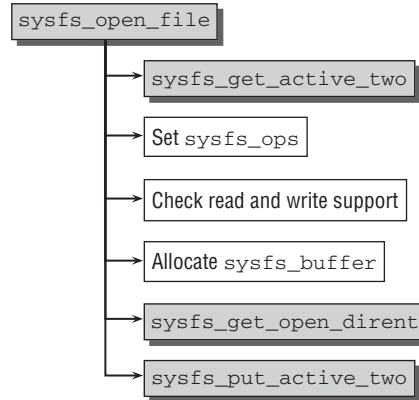 sysfs_open_file
sysfs_get_active_two
Set sysfs_ops
Check read and write support
Allocate sysfs_buffer
sysfs_get_open_dirent
sysfs_put_active_two